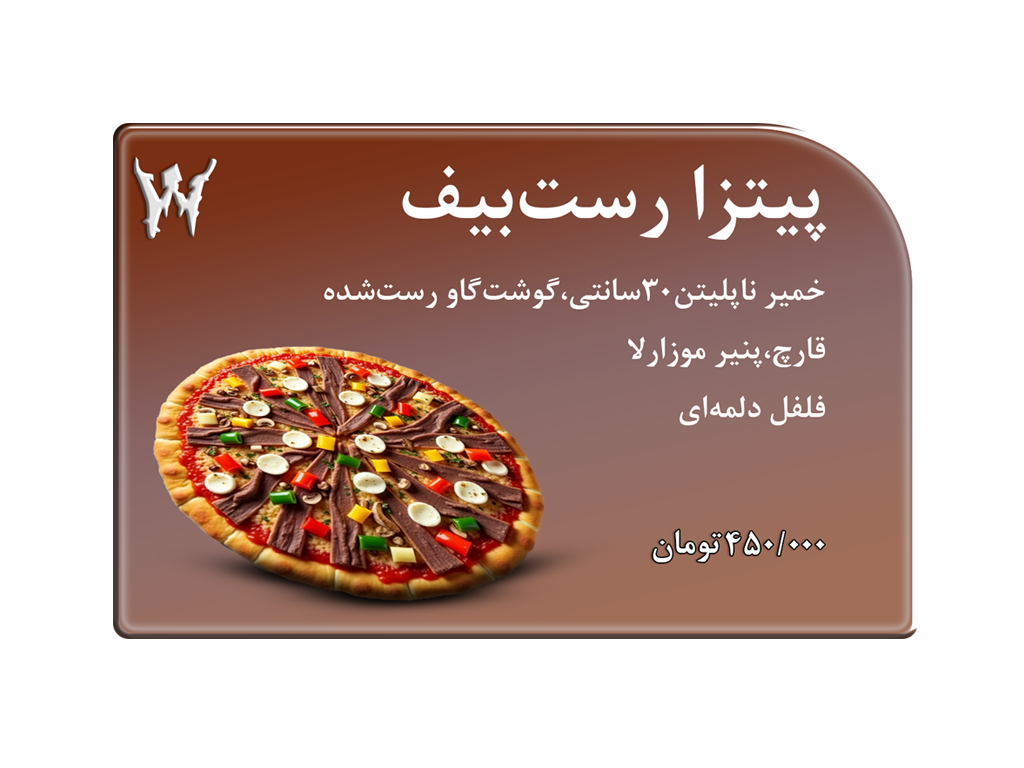 پیتزا رست‌بیف
خمیر ناپلیتن۳۰سانتی،گوشت‌گاو رست‌شده
قارچ،پنیر موزارلا
فلفل دلمه‌ای
۴۵۰/۰۰۰تومان
W